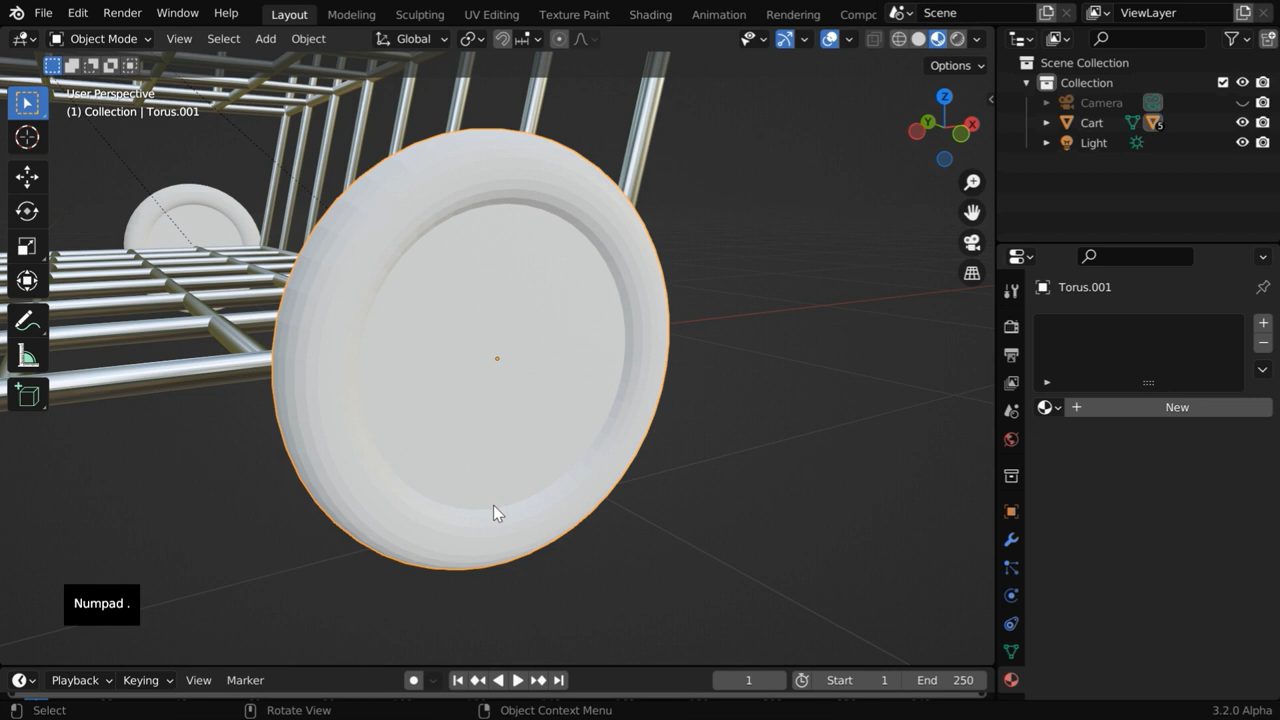 File Edit Render Window Help Layout Modeling Sculpting UV Editing Texture Paint Shading Animation Rendering Compc Scene ViewLayer
Object Mode View Select Add Object Global
Options
User Perspective
(1) Collection | Torus.001
Z
Y
X
Scene Collection
Collection
Camera
Cart 5
Light
Torus.001
New
Numpad .
Playback Keying View Marker 1 Start 1 End 250
Select Rotate View Object Context Menu 3.2.0 Alpha